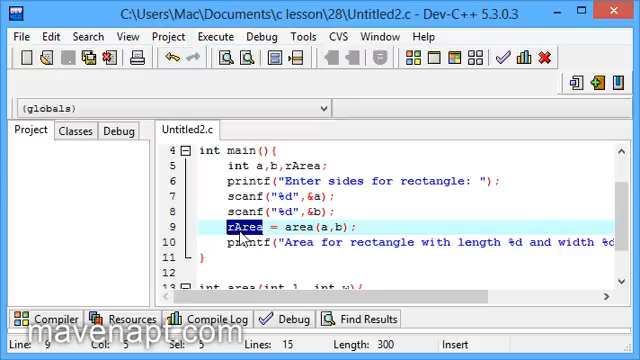 C:\Users\Mac\Documents\c lesson\28\Untitled2.c - Dev-C++ 5.3.0.3
File Edit Search View Project Execute Debug Tools CVS Window Help
(globals)
Project Classes Debug
Untitled2.c
4 int main(){
5 int a,b,rArea;
6 printf("Enter sides for rectangle: ");
7 scanf("%d",&a);
8 scanf("%d",&b);
9 rArea = area(a,b);
10 printf("Area for rectangle with length %d and width %d
11 }
12
13 int area(int l, int w){
Compiler Resources Compile Log Debug Find Results
mavenapt.com
Line: 9 Col: 5 Sel: 5 Lines: 15 Length: 300 Insert